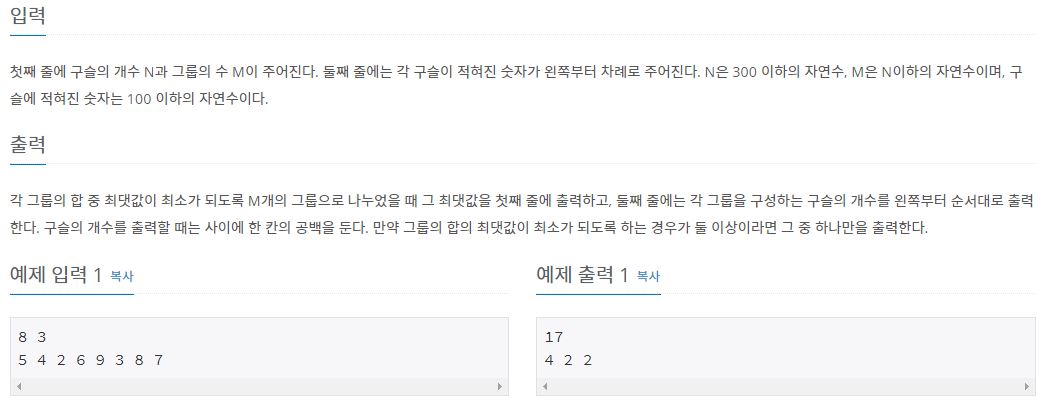 입력
첫째 줄에 구슬의 개수 N과 그룹의 수 M이 주어진다. 둘째 줄에는 각 구슬이 적혀진 숫자가 왼쪽부터 차례로 주어진다. N은 300 이하의 자연수, M은 N이하의 자연수이며, 구
슬에 적혀진 숫자는 100 이하의 자연수이다.
출력
각 그룹의 합 중 최댓값이 최소가 되도록 M개의 그룹으로 나누었을 때 그 최댓값을 첫째 줄에 출력하고, 둘째 줄에는 각 그룹을 구성하는 구슬의 개수를 왼쪽부터 순서대로 출력
한다. 구슬의 개수를 출력할 때는 사이에 한 칸의 공백을 둔다. 만약 그룹의 합의 최댓값이 최소가 되도록 하는 경우가 둘 이상이라면 그 중 하나만을 출력한다.
예제 입력 1 복사
8 3
5 4 2 6 9 3 8 7
예제 출력 1 복사
17
4 2 2